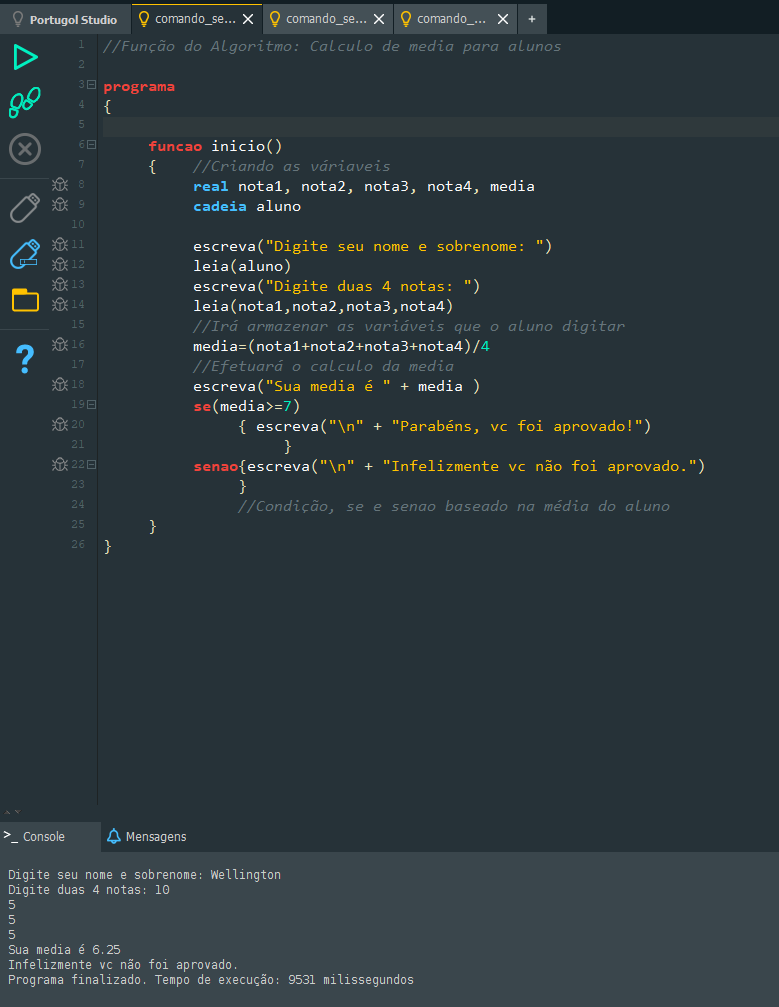 Portugol Studio
comando_se...
comando_se...
comando_...
+
1 //Função do Algoritmo: Calculo de media para alunos
2
3 programa
4 {
5
6 funcao inicio()
7 { //Criando as váriaveis
8 real nota1, nota2, nota3, nota4, media
9 cadeia aluno
10
11 escreva("Digite seu nome e sobrenome: ")
12 leia(aluno)
13 escreva("Digite duas 4 notas: ")
14 leia(nota1,nota2,nota3,nota4)
15 //Irá armazenar as variáveis que o aluno digitar
16 media=(nota1+nota2+nota3+nota4)/4
17 //Efetuará o calculo da media
18 escreva("Sua media é " + media )
19 se(media>=7)
20 { escreva("\n" + "Parabéns, vc foi aprovado!")
21 }
22 senao{escreva("\n" + "Infelizmente vc não foi aprovado.")
23 }
24 //Condição, se e senao baseado na média do aluno
25 }
26 }
>_ Console
Mensagens
Digite seu nome e sobrenome: Wellington
Digite duas 4 notas: 10
5
5
5
Sua media é 6.25
Infelizmente vc não foi aprovado.
Programa finalizado. Tempo de execução: 9531 milissegundos